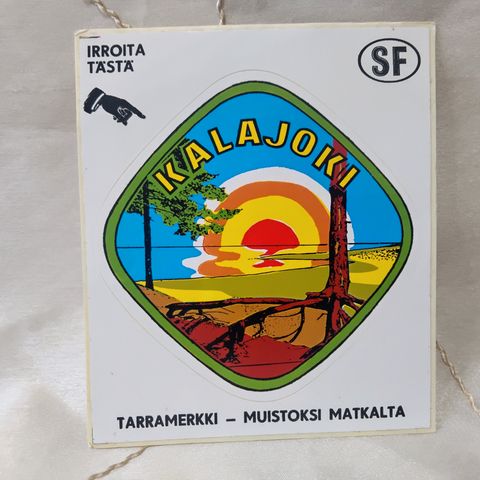 IRROITA
TÄSTÄ
SF
KALAJOKI
TARRAMERKKI – MUISTOKSI MATKALTA